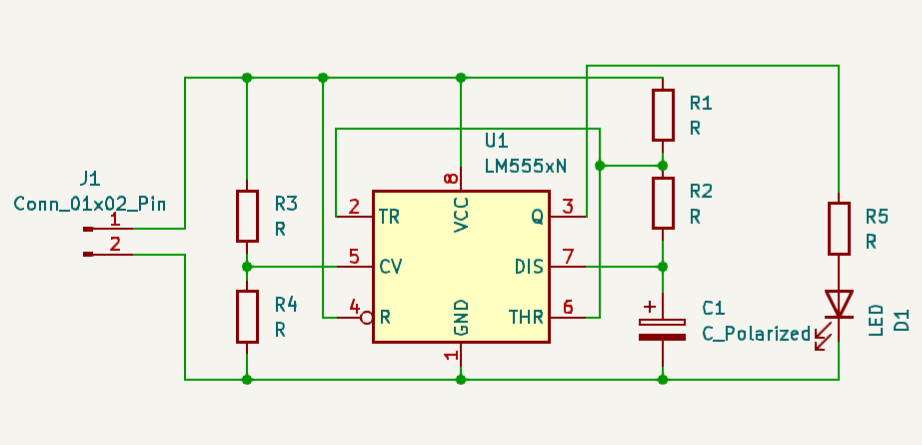 J1
Conn_01x02_Pin
1
2
R3
R
R4
R
U1
LM555xN
8
VCC
2
TR
5
CV
4
R
GND
1
Q
3
DIS
7
THR
6
R1
R
R2
R
+
C1
C_Polarized
R5
R
LED
D1